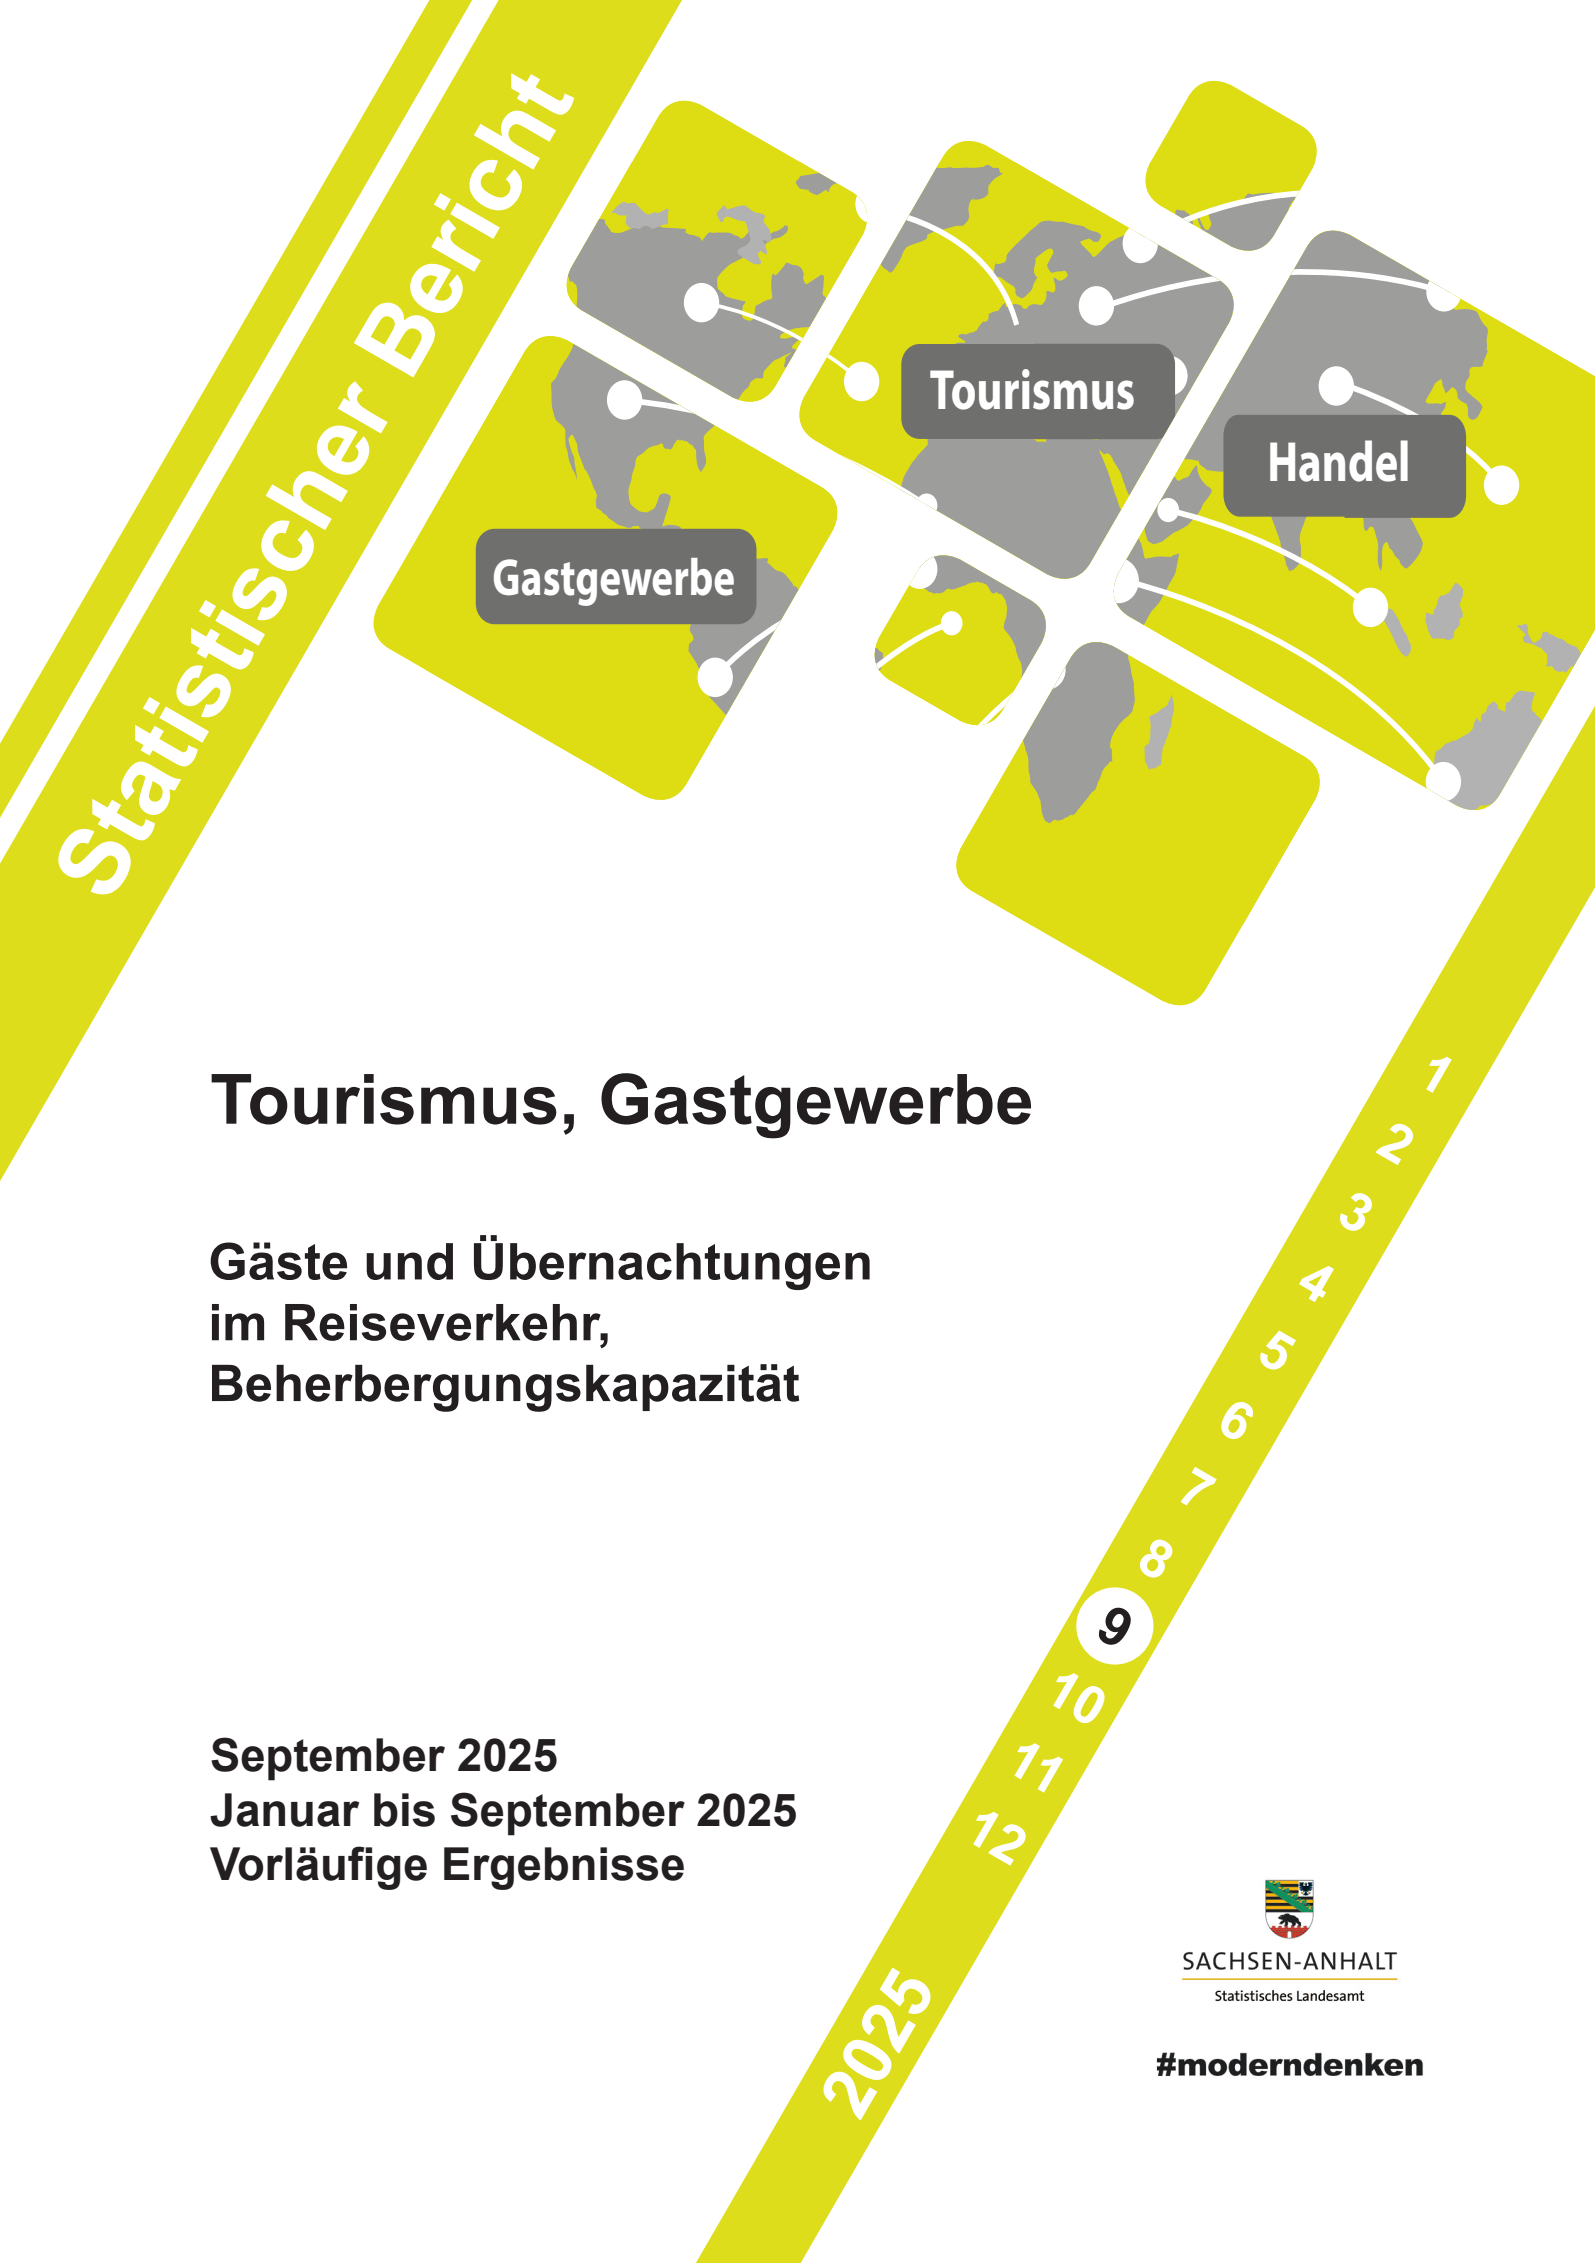 Statistischer Bericht
Tourismus
Handel
Gastgewerbe
Tourismus, Gastgewerbe
Gäste und Übernachtungen
im Reiseverkehr,
Beherbergungskapazität
1
2
3
4
5
6
7
8
9
10
11
12
2025
September 2025
Januar bis September 2025
Vorläufige Ergebnisse
SACHSEN-ANHALT
Statistisches Landesamt
#moderndenken